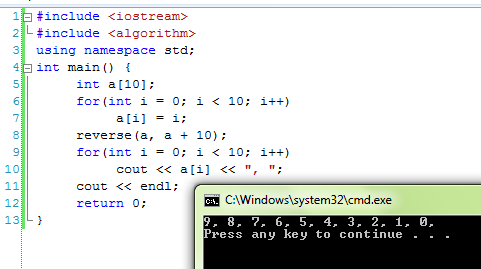 1 #include <iostream>
2 #include <algorithm>
3 using namespace std;
4 int main() {
5 int a[10];
6 for(int i = 0; i < 10; i++)
7 a[i] = i;
8 reverse(a, a + 10);
9 for(int i = 0; i < 10; i++)
10 cout << a[i] << ", ";
11 cout << endl;
12 return 0;
13 }
C:\Windows\system32\cmd.exe
9, 8, 7, 6, 5, 4, 3, 2, 1, 0,
Press any key to continue . . .